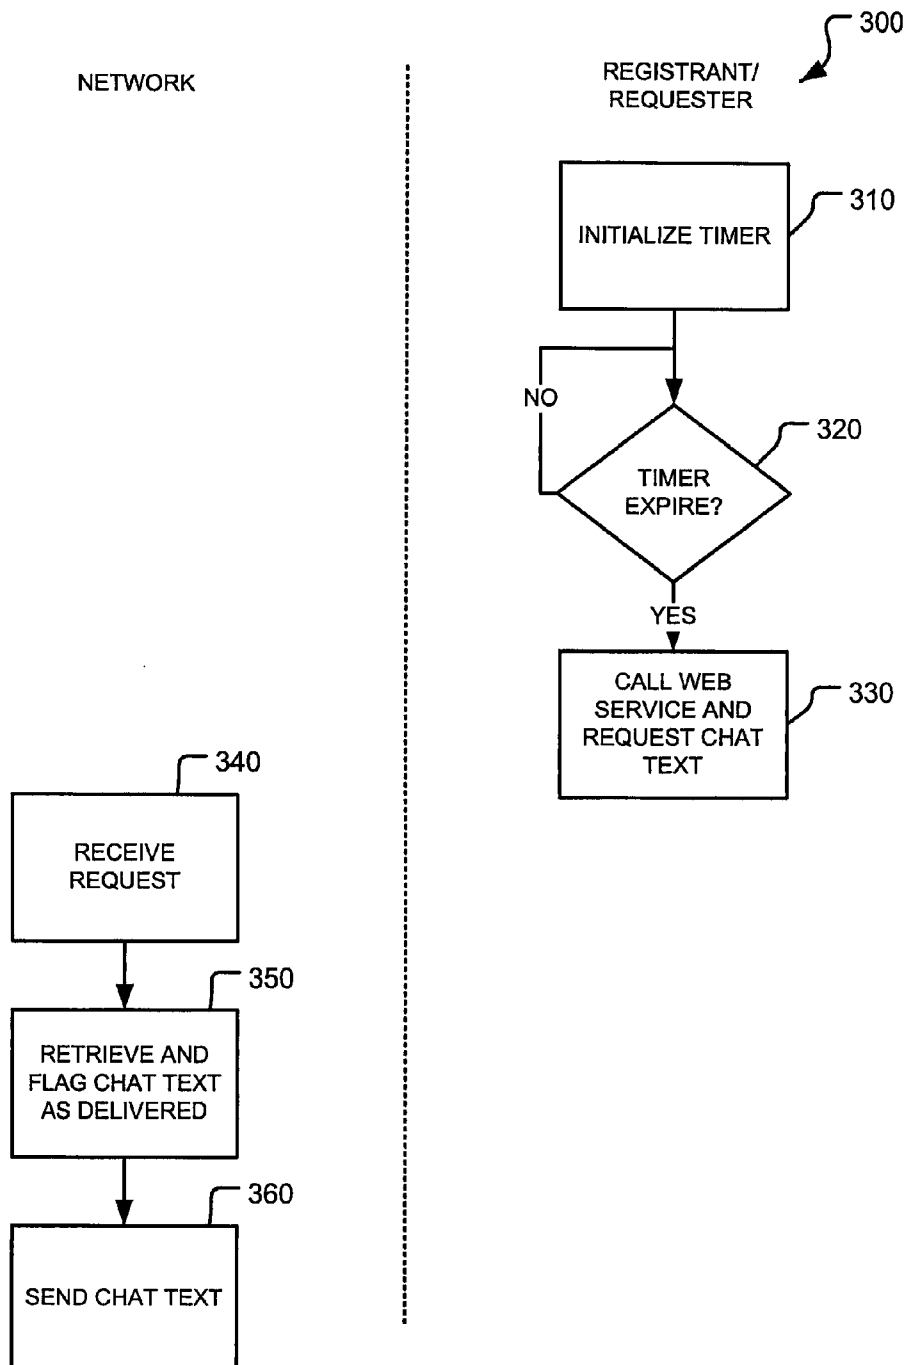 300
NETWORK
REGISTRANT/
REQUESTER
310
INITIALIZE TIMER
NO
320
TIMER
EXPIRE?
YES
CALL WEB
SERVICE AND
REQUEST CHAT
TEXT
330
340
RECEIVE
REQUEST
350
RETRIEVE AND
FLAG CHAT TEXT
AS DELIVERED
360
SEND CHAT TEXT